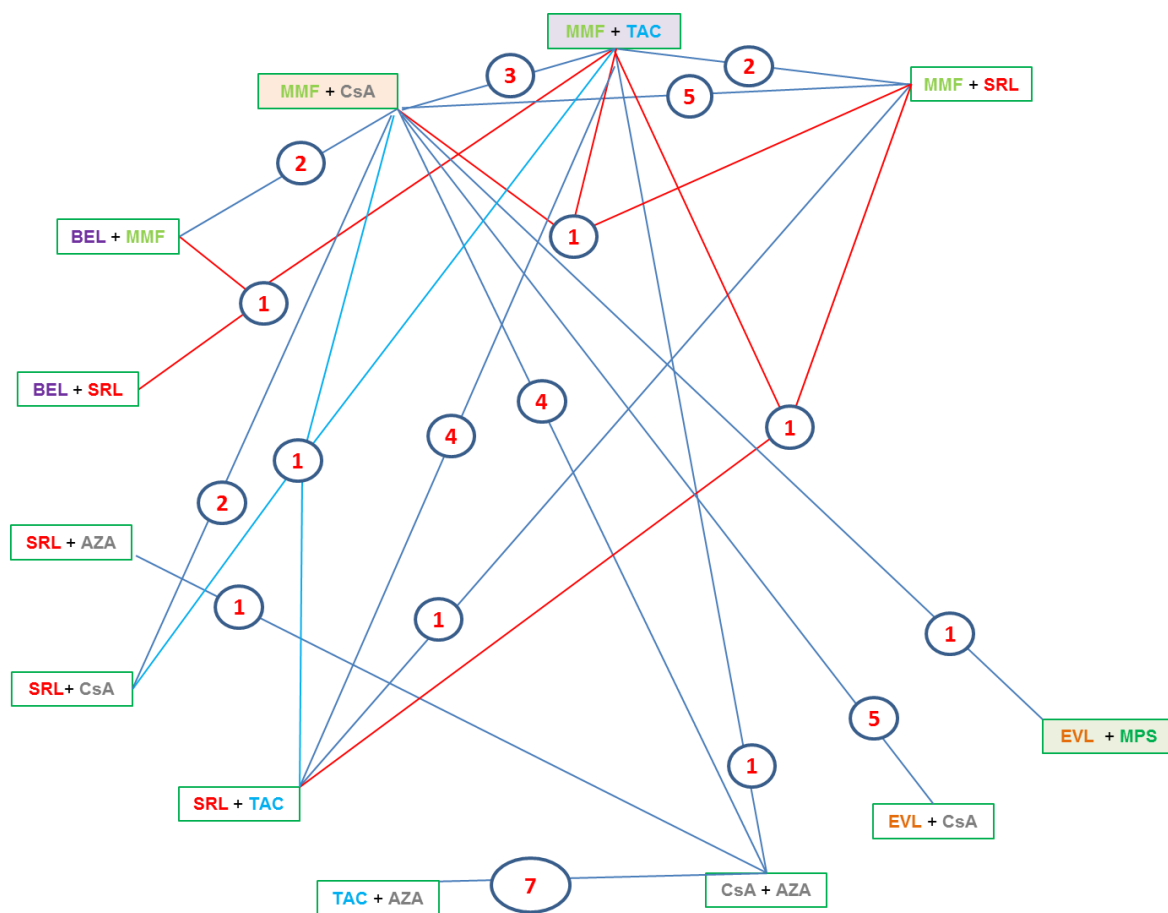 MMF + TAC
3
2
MMF + CsA
MMF + SRL
5
2
BEL + MMF
1
1
BEL + SRL
4
4
1
1
2
SRL + AZA
1
1
1
SRL+ CsA
5
EVL + MPS
1
SRL + TAC
EVL + CsA
7
TAC + AZA
CsA + AZA